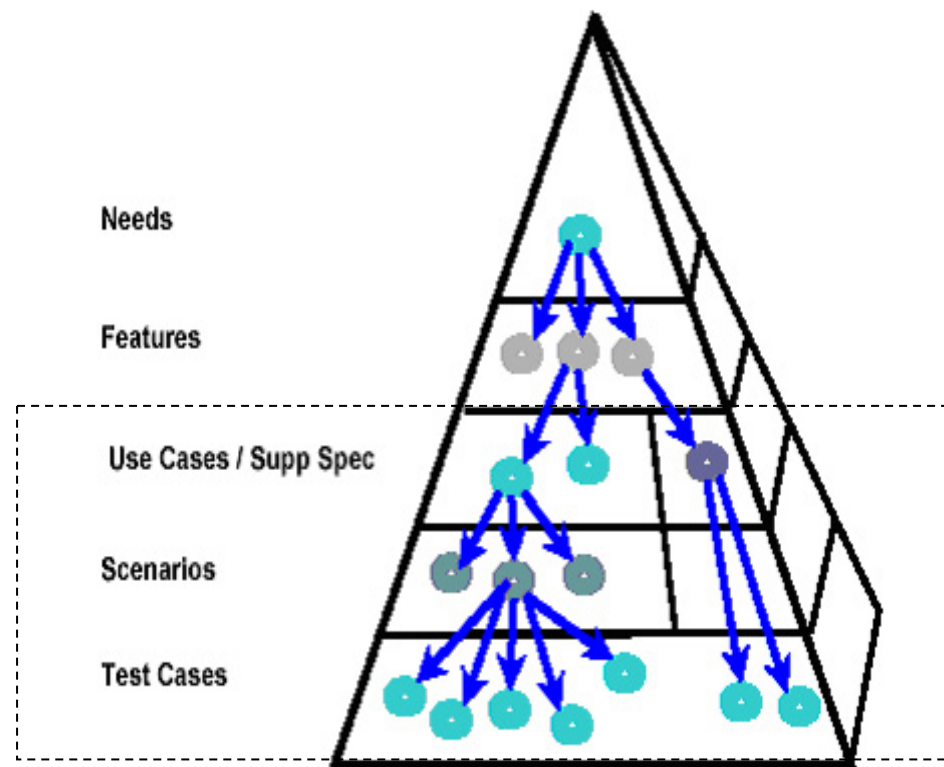 Needs
Features
Use Cases / Supp Spec
Scenarios
Test Cases